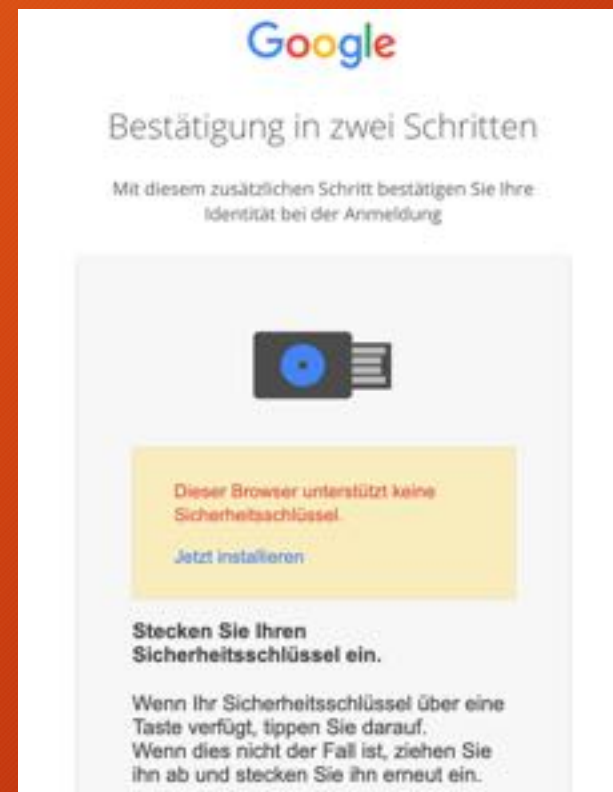 Google
Bestätigung in zwei Schritten
Mit diesem zusätzlichen Schritt bestätigen Sie Ihre
Identität bei der Anmeldung
Dieser Browser unterstützt keine
Sicherheitsschlüssel.
Jetzt installieren
Stecken Sie Ihren
Sicherheitsschlüssel ein.
Wenn Ihr Sicherheitsschlüssel über eine
Taste verfügt, tippen Sie darauf.
Wenn dies nicht der Fall ist, ziehen Sie
ihn ab und stecken Sie ihn erneut ein.